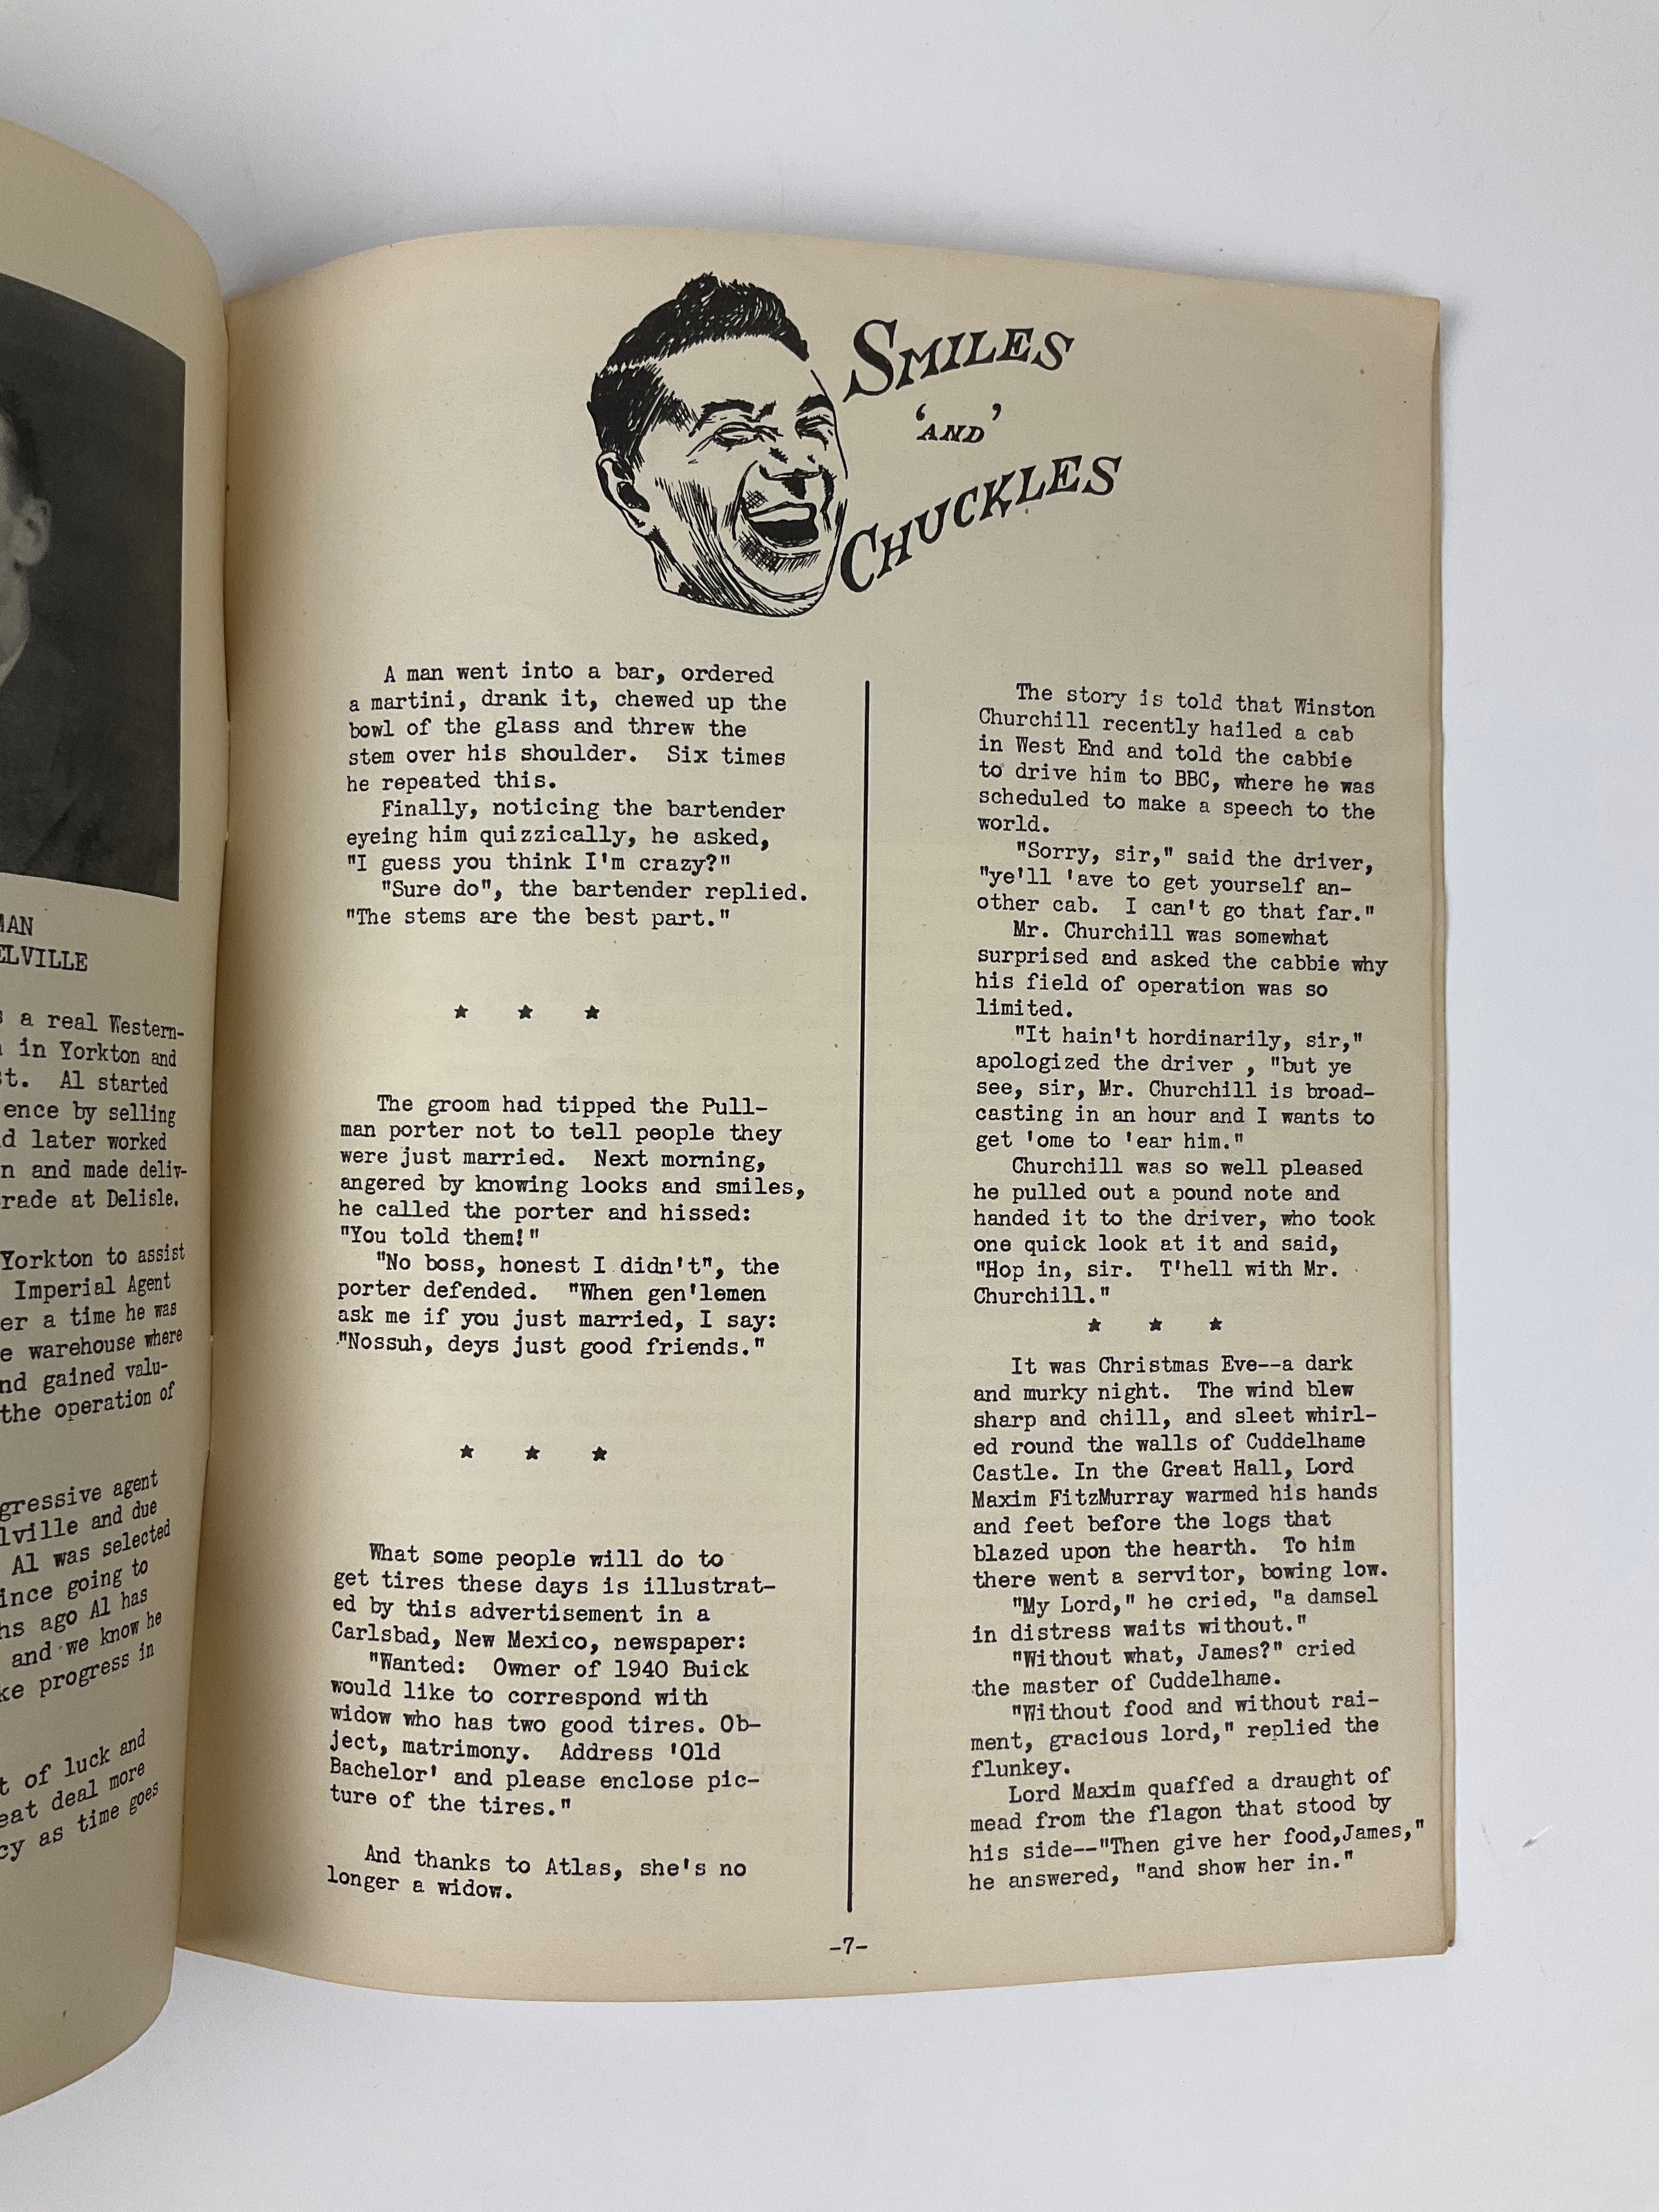 MAN
ELVILLE
s a real Western-
in Yorkton and
st. Al started
ence by selling
d later worked
n and made deliv-
rade at Delisle.
Yorkton to assist
Imperial Agent
er a time he was
e warehouse where
nd gained valu-
the operation of
gressive agent
lville and due
Al was selected
ince going to
hs ago Al has
and we know he
ke progress in
t of luck and
eat deal more
cy as time goes
SMILES
'AND'
CHUCKLES
A man went into a bar, ordered
a martini, drank it, chewed up the
bowl of the glass and threw the
stem over his shoulder. Six times
he repeated this.
Finally, noticing the bartender
eyeing him quizzically, he asked,
"I guess you think I'm crazy?"
"Sure do", the bartender replied.
"The stems are the best part."
* * *
The groom had tipped the Pull-
man porter not to tell people they
were just married. Next morning,
angered by knowing looks and smiles,
he called the porter and hissed:
"You told them!"
"No boss, honest I didn't", the
porter defended. "When gen'lemen
ask me if you just married, I say:
"Nossuh, deys just good friends."
* * *
What some people will do to
get tires these days is illustrat-
ed by this advertisement in a
Carlsbad, New Mexico, newspaper:
"Wanted: Owner of 1940 Buick
would like to correspond with
widow who has two good tires. Ob-
ject, matrimony. Address 'Old
Bachelor' and please enclose pic-
ture of the tires."
And thanks to Atlas, she's no
longer a widow.
The story is told that Winston
Churchill recently hailed a cab
in West End and told the cabbie
to drive him to BBC, where he was
scheduled to make a speech to the
world.
"Sorry, sir," said the driver,
"ye'll 'ave to get yourself an-
other cab. I can't go that far."
Mr. Churchill was somewhat
surprised and asked the cabbie why
his field of operation was so
limited.
"It hain't hordinarily, sir,"
apologized the driver , "but ye
see, sir, Mr. Churchill is broad-
casting in an hour and I wants to
get 'ome to 'ear him."
Churchill was so well pleased
he pulled out a pound note and
handed it to the driver, who took
one quick look at it and said,
"Hop in, sir. T'hell with Mr.
Churchill."
* * *
It was Christmas Eve--a dark
and murky night. The wind blew
sharp and chill, and sleet whirl-
ed round the walls of Cuddelhame
Castle. In the Great Hall, Lord
Maxim FitzMurray warmed his hands
and feet before the logs that
blazed upon the hearth. To him
there went a servitor, bowing low.
"My Lord," he cried, "a damsel
in distress waits without."
"Without what, James?" cried
the master of Cuddelhame.
"Without food and without rai-
ment, gracious lord," replied the
flunkey.
Lord Maxim quaffed a draught of
mead from the flagon that stood by
his side--"Then give her food,James,"
he answered, "and show her in."
-7-